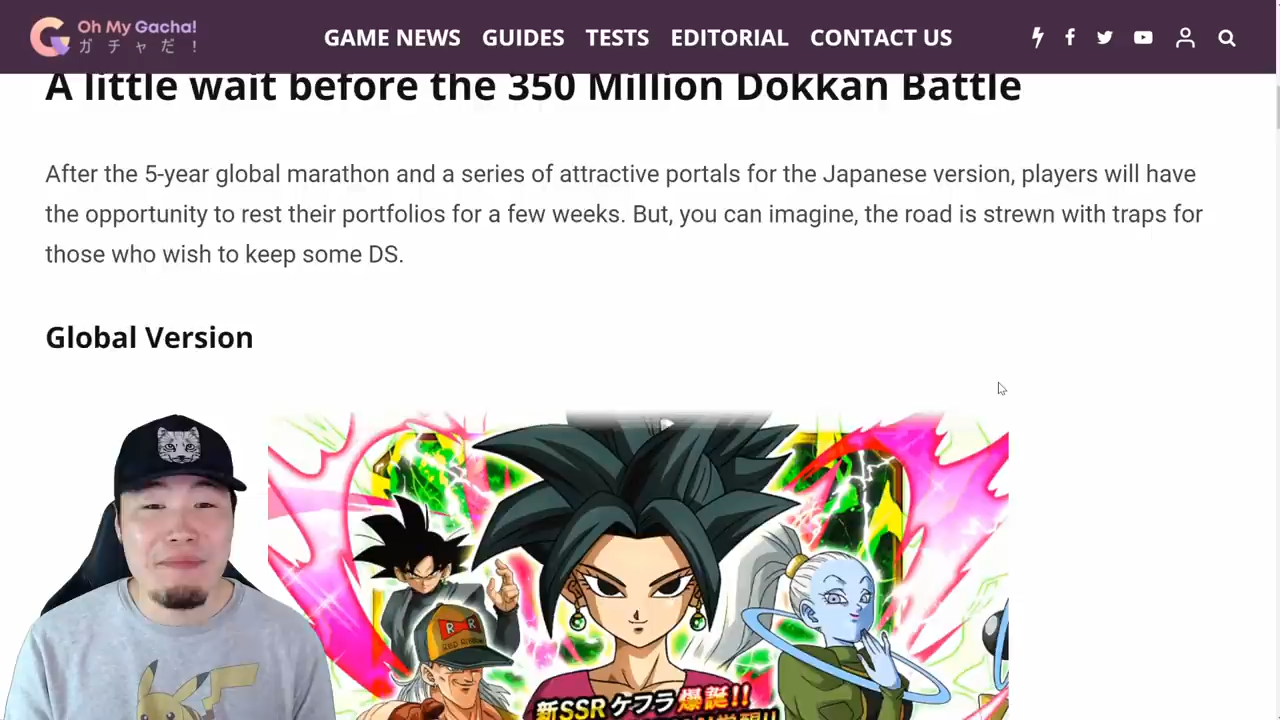 Oh My Gacha!
ガチャだ!
GAME NEWS GUIDES TESTS EDITORIAL CONTACT US
A little wait before the 350 Million Dokkan Battle
After the 5-year global marathon and a series of attractive portals for the Japanese version, players will have
the opportunity to rest their portfolios for a few weeks. But, you can imagine, the road is strewn with traps for
those who wish to keep some DS.
Global Version
RR
RED RIBBON
新SSRケフラ爆誕!!